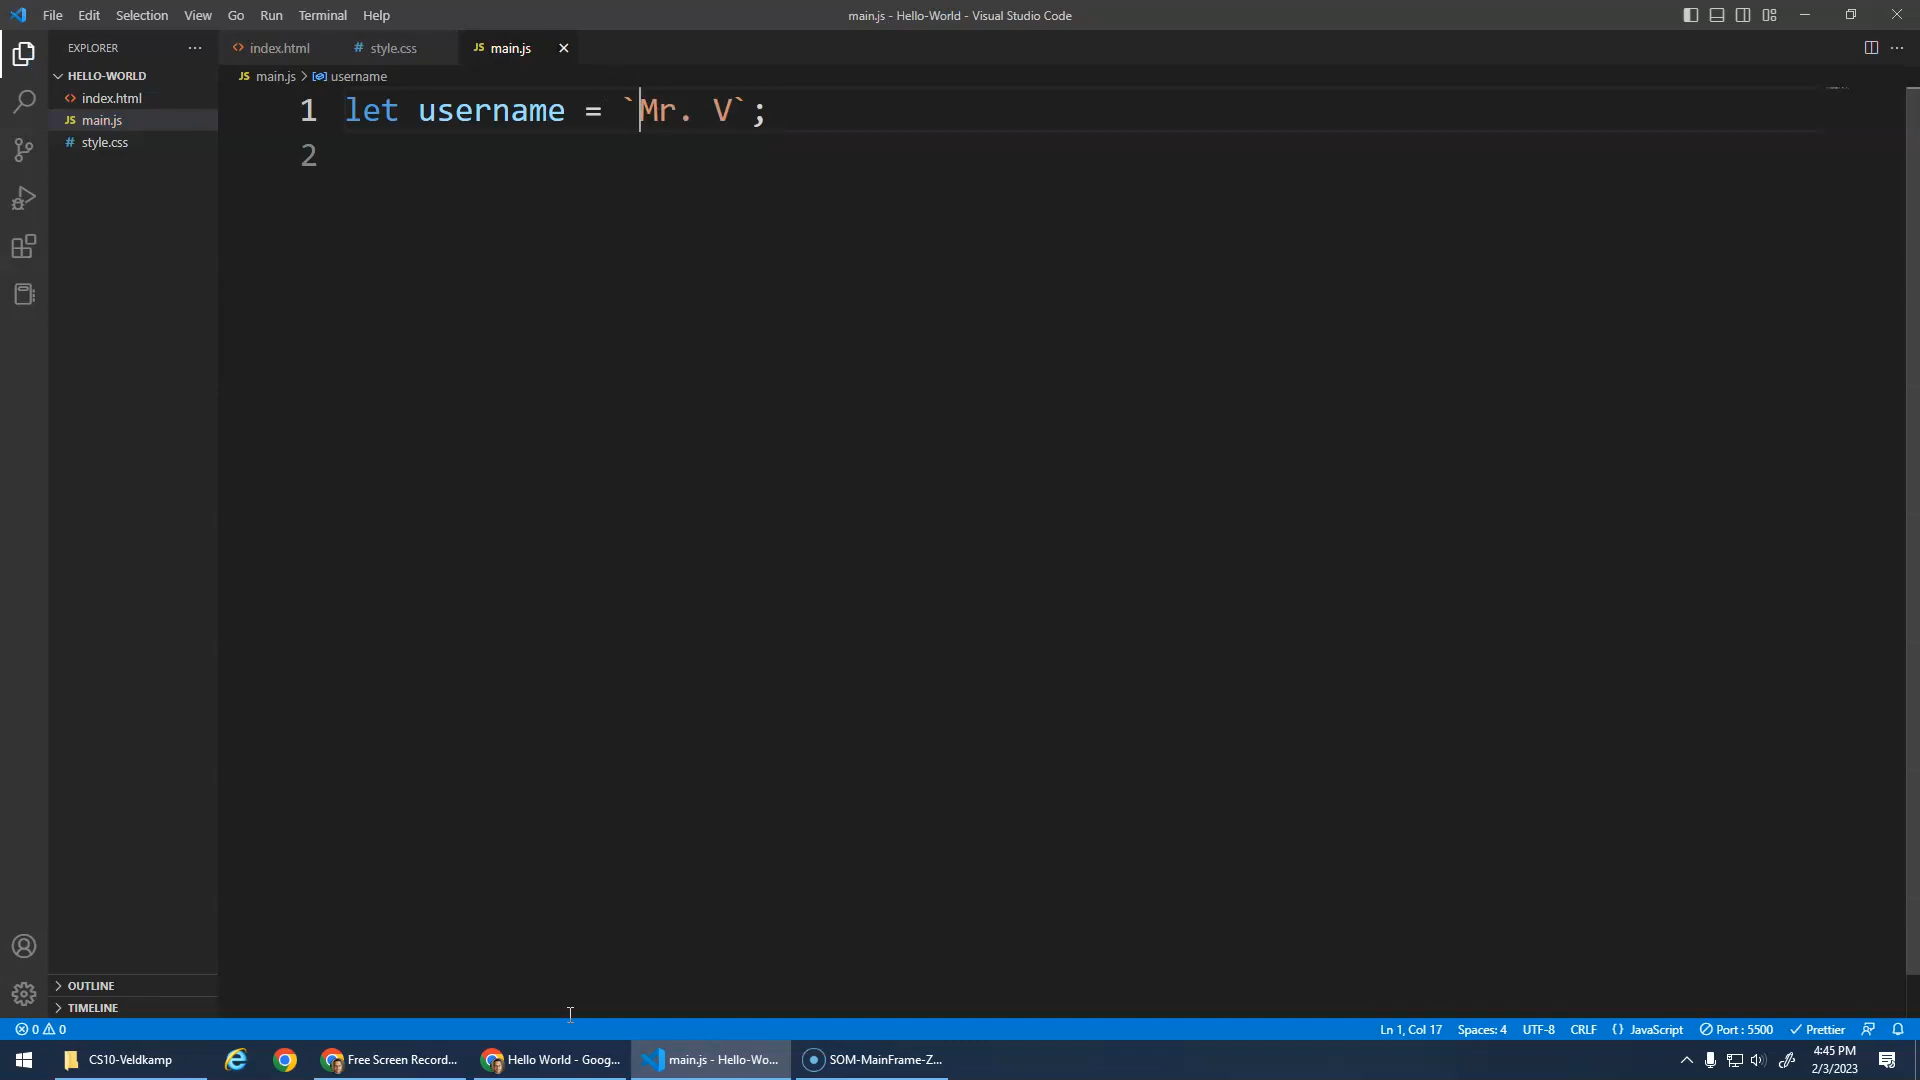 File Edit Selection View Go Run Terminal Help
main.js - Hello-World - Visual Studio Code
EXPLORER
index.html
# style.css
JS main.js
HELLO-WORLD
JS main.js > username
index.html
JS main.js
# style.css
1 let username = `Mr. V`;
2
OUTLINE
TIMELINE
0 0
Ln 1, Col 17 Spaces: 4 UTF-8 CRLF {} JavaScript Port : 5500 Prettier
CS10-Veldkamp
Free Screen Record...
Hello World - Goog...
main.js - Hello-Wo...
SOM-MainFrame-Z...
4:45 PM
2/3/2023